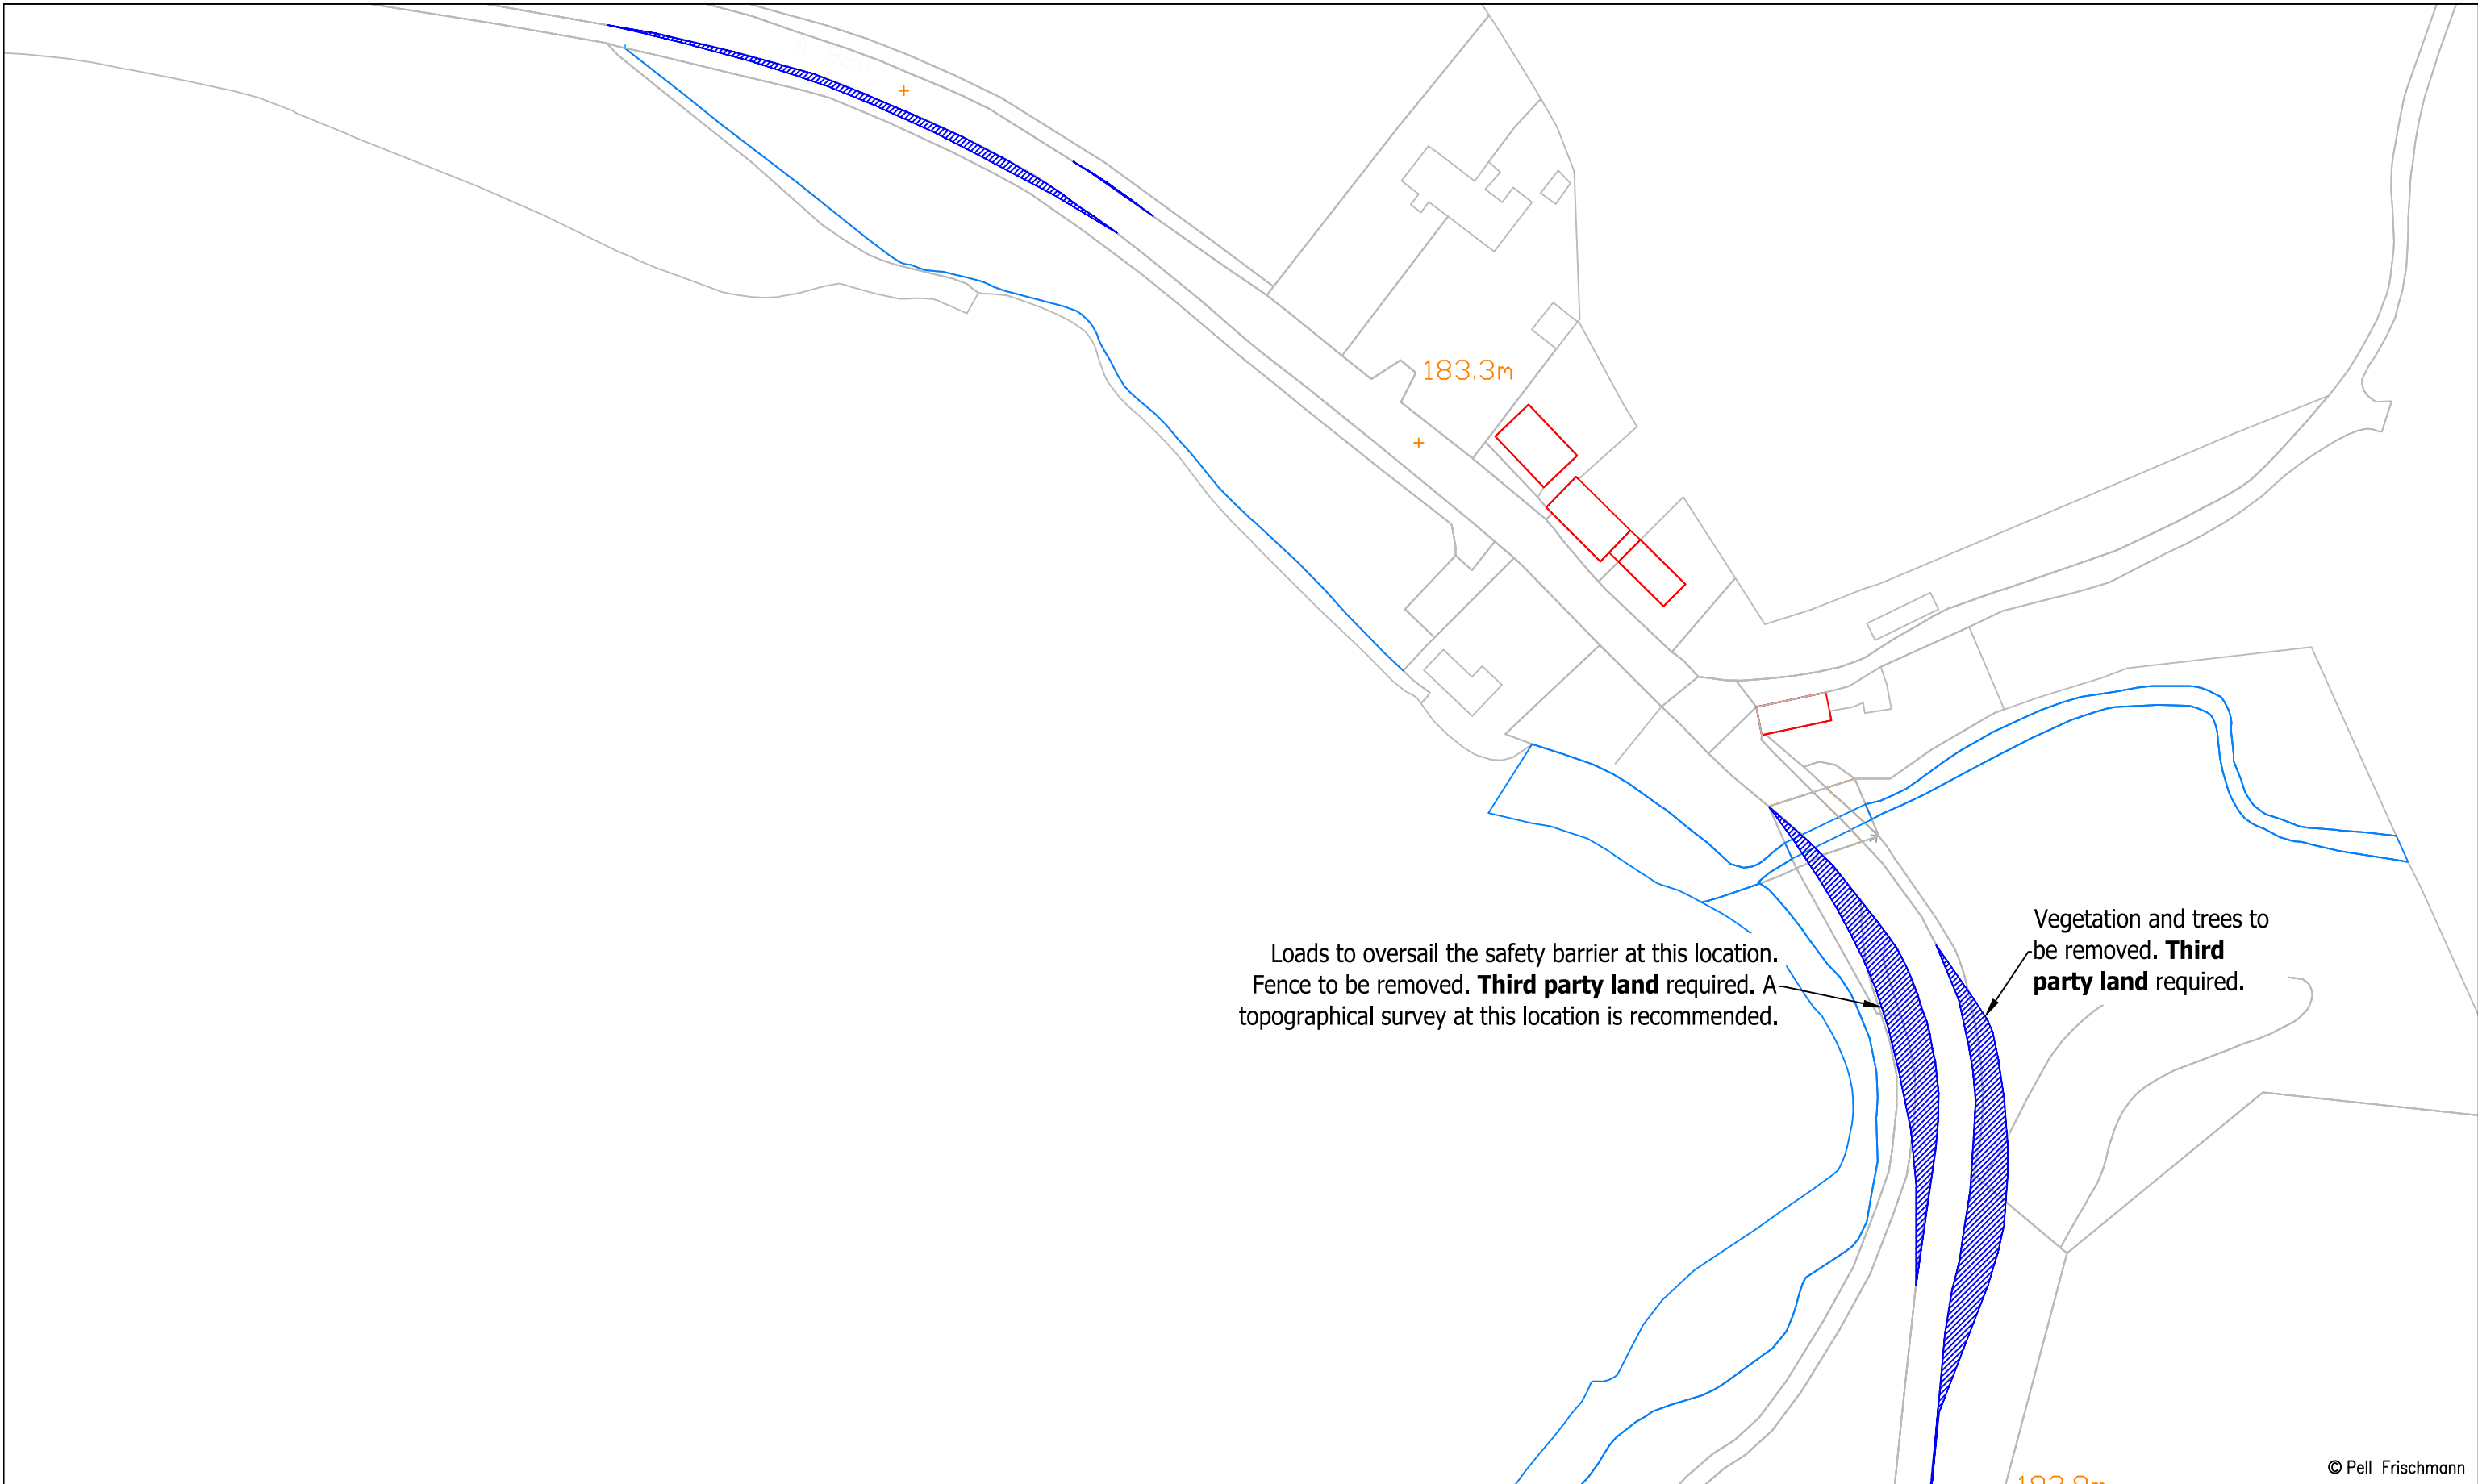 183.3m
Vegetation and trees to
be removed. Third
party land required.
Loads to oversail the safety barrier at this location.
Fence to be removed. Third party land required. A
topographical survey at this location is recommended.
© Pell Frischmann